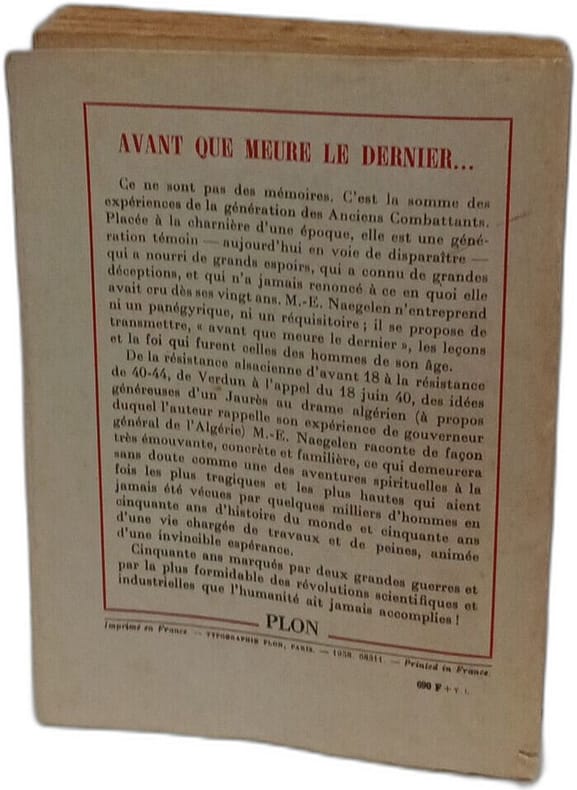 AVANT QUE MEURE LE DERNIER...
Ce ne sont pas des mémoires. C'est la somme des
expériences de la génération des Anciens Combattants.
Placée à la charnière d'une époque, elle est une géné-
ration témoin — aujourd'hui en voie de disparaître —
qui a nourri de grands espoirs, qui a connu de grandes
déceptions, et qui n'a jamais renoncé à ce en quoi elle
avait cru dès ses vingt ans. M.-E. Naegelen n'entreprend
ni un panégyrique, ni un réquisitoire ; il se propose de
transmettre, « avant que meure le dernier », les leçons
et la foi qui furent celles des hommes de son âge.
De la résistance alsacienne d'avant 18 à la résistance
de 40-44, de Verdun à l'appel du 18 juin 40, des idées
généreuses d'un Jaurès au drame algérien (à propos
duquel l'auteur rappelle son expérience de gouverneur
général de l'Algérie) M.-E. Naegelen raconte de façon
très émouvante, concrète et familière, ce qui demeurera
sans doute comme une des aventures spirituelles à la
fois les plus tragiques et les plus hautes qui aient
jamais été vécues par quelques milliers d'hommes en
cinquante ans d'histoire du monde et cinquante ans
d'une vie chargée de travaux et de peines, animée
d'une invincible espérance.
Cinquante ans marqués par deux grandes guerres et
par la plus formidable des révolutions scientifiques et
industrielles que l'humanité ait jamais accomplies !
PLON
Imprimé en France. — TYPOGRAPHIE PLON, PARIS. — 1958. 68311. — Printed in France.
690 F + T. L.